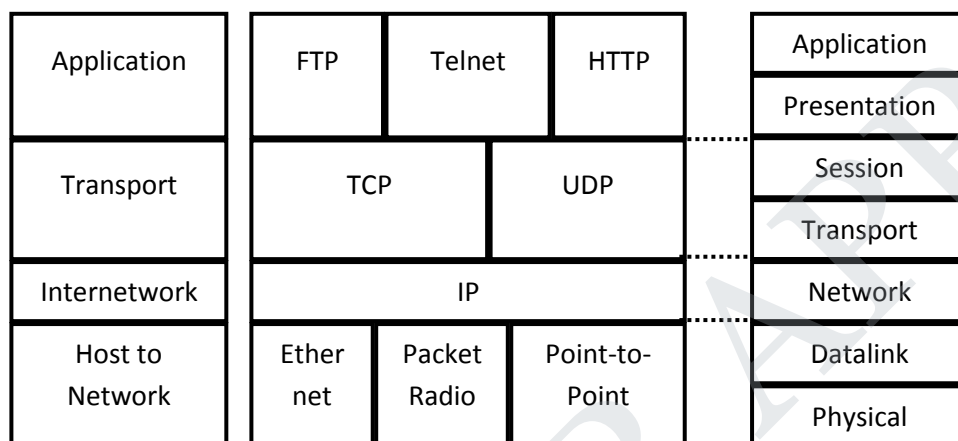 Application
FTP
Telnet
HTTP
Application
Presentation
Transport
TCP
UDP
Session
Transport
Internetwork
IP
Network
Host to
Network
Ether
net
Packet
Radio
Point-to-
Point
Datalink
Physical